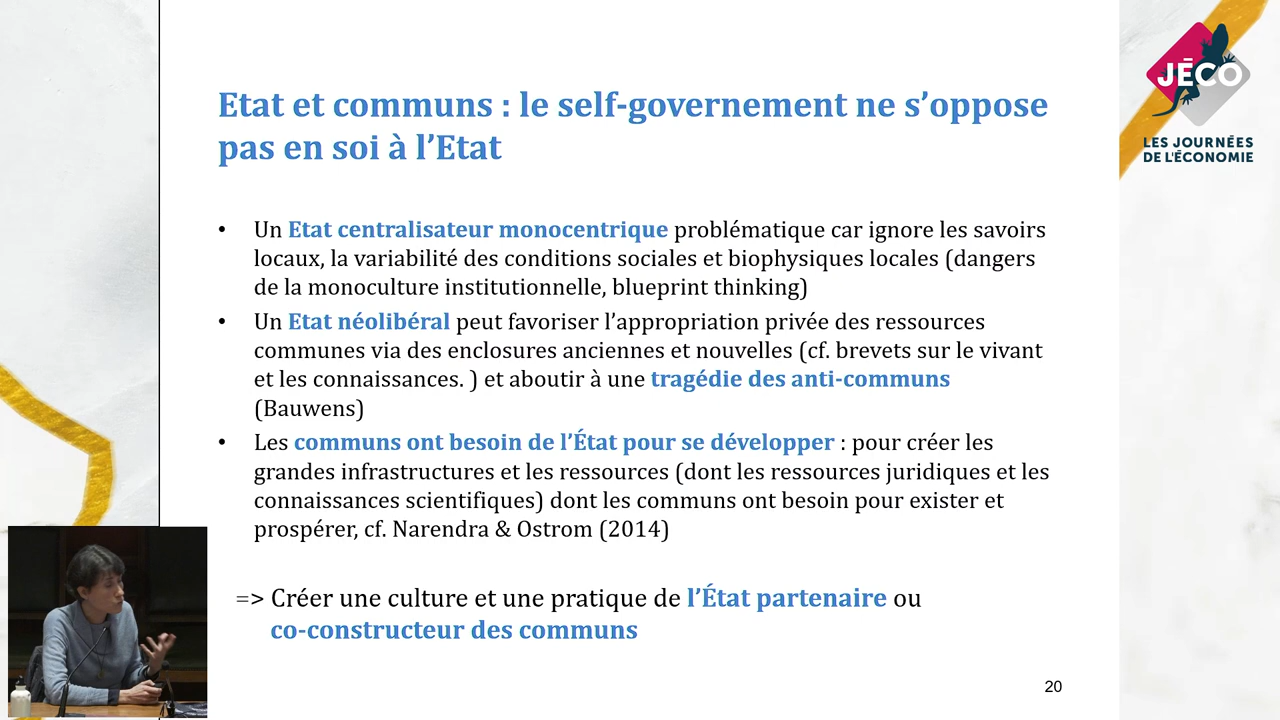 JÉCO
LES JOURNÉES
DE L'ÉCONOMIE
Etat et communs : le self-governement ne s’oppose
pas en soi à l’Etat
• Un Etat centralisateur monocentrique problématique car ignore les savoirs
locaux, la variabilité des conditions sociales et biophysiques locales (dangers
de la monoculture institutionnelle, blueprint thinking)
• Un Etat néolibéral peut favoriser l’appropriation privée des ressources
communes via des enclosures anciennes et nouvelles (cf. brevets sur le vivant
et les connaissances. ) et aboutir à une tragédie des anti-communs
(Bauwens)
• Les communs ont besoin de l’État pour se développer : pour créer les
grandes infrastructures et les ressources (dont les ressources juridiques et les
connaissances scientifiques) dont les communs ont besoin pour exister et
prospérer, cf. Narendra & Ostrom (2014)
=> Créer une culture et une pratique de l’État partenaire ou
co-constructeur des communs
20